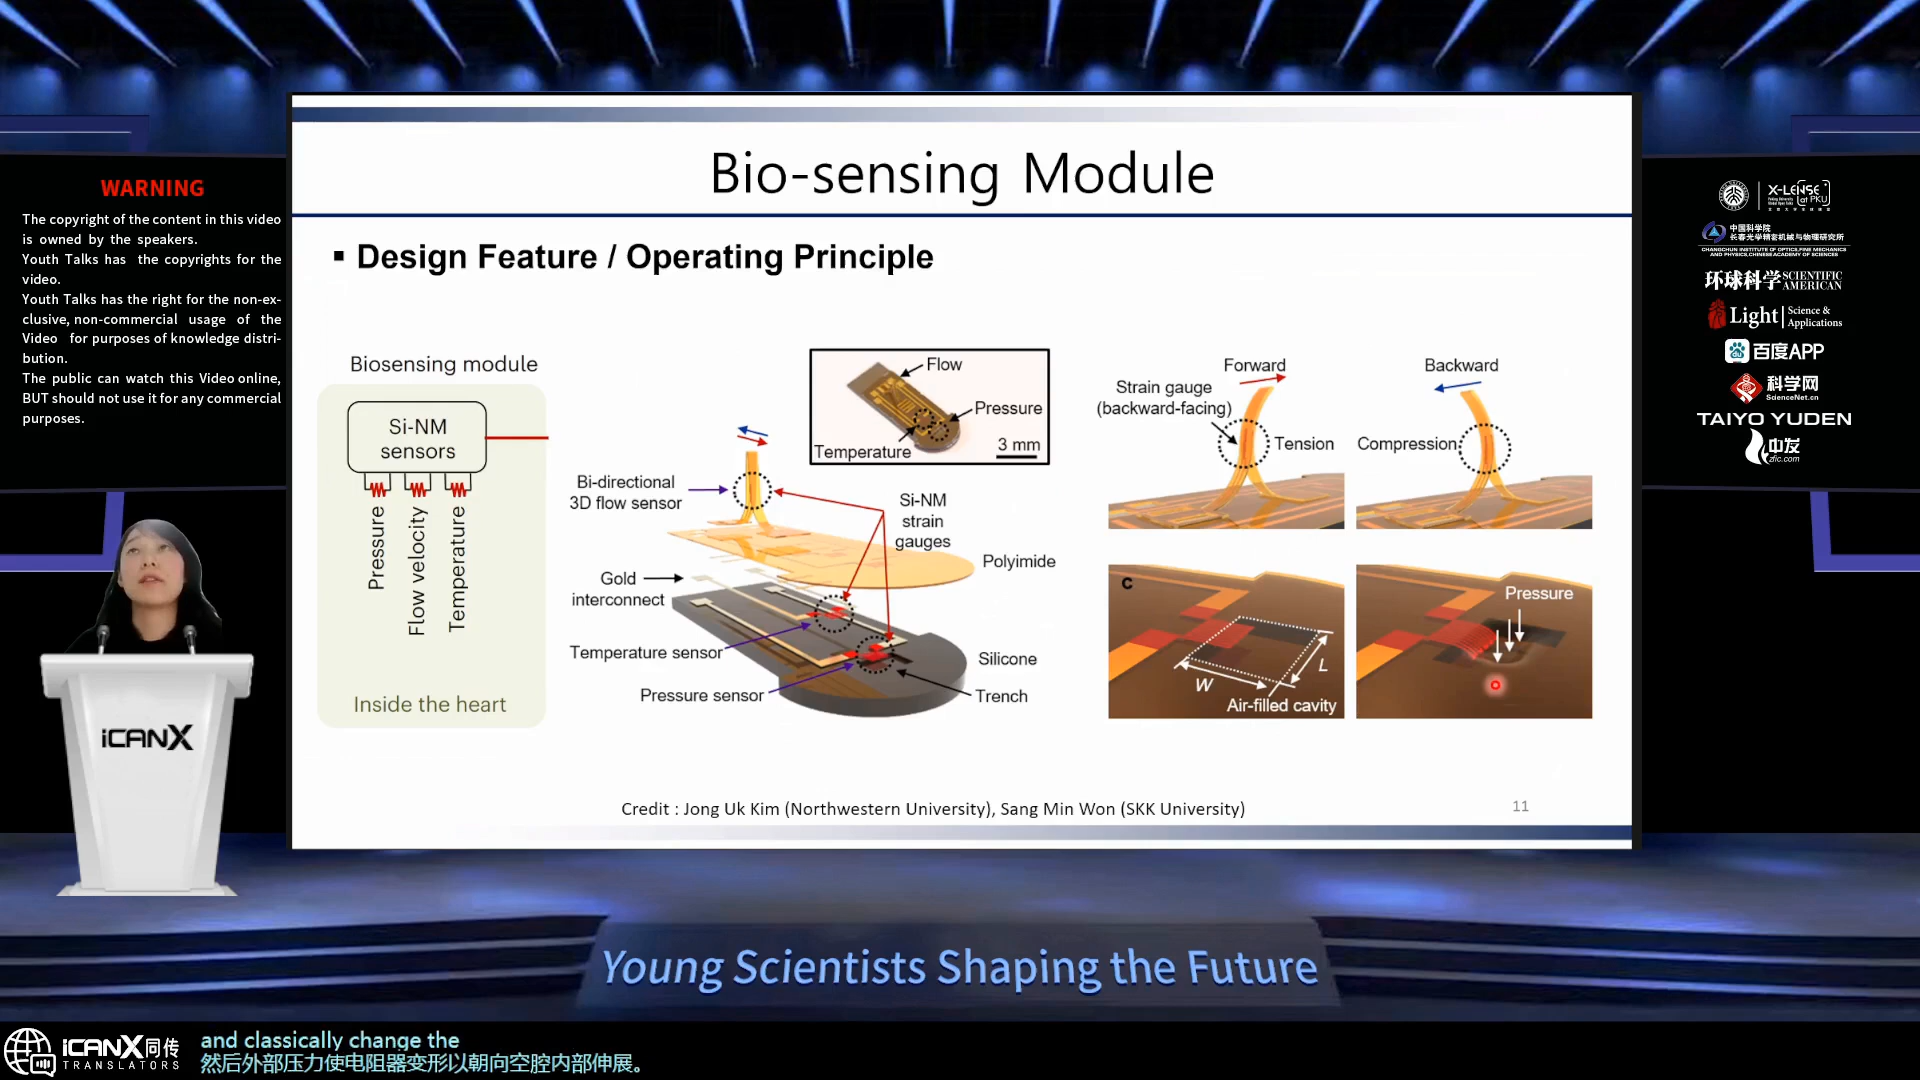 WARNING
The copyright of the content in this video
is owned by the speakers.
Youth Talks has the copyrights for the
video.
Youth Talks has the right for the non-ex-
clusive, non-commercial usage of the
Video for purposes of knowledge distri-
bution.
The public can watch this Video online,
BUT should not use it for any commercial
purposes.
Bio-sensing Module
▪ Design Feature / Operating Principle
Biosensing module
Si-NM
sensors
Pressure
Flow velocity
Temperature
Inside the heart
Flow
Pressure
Temperature
3 mm
Bi-directional
3D flow sensor
Si-NM
strain
gauges
Polyimide
Gold
interconnect
Temperature sensor
Silicone
Pressure sensor
Trench
Forward
Strain gauge
(backward-facing)
Tension
Backward
Compression
c
W
L
Air-filled cavity
Pressure
Credit : Jong Uk Kim (Northwestern University), Sang Min Won (SKK University)
11
X-LENSE
at PKU
中国科学院
长春光学精密机械与物理研究所
CHANGCHUN INSTITUTE OF OPTICS, FINE MECHANICS
AND PHYSICS, CHINESE ACADEMY OF SCIENCES
环球科学 SCIENTIFIC
AMERICAN
Light Science &
Applications
百度APP
科学网
ScienceNet.cn
TAIYO YUDEN
中发
zfic.com
iCANX
Young Scientists Shaping the Future
iCANX同传
TRANSLATORS
and classically change the
然后外部压力使电阻器变形以朝向空腔内部伸展。